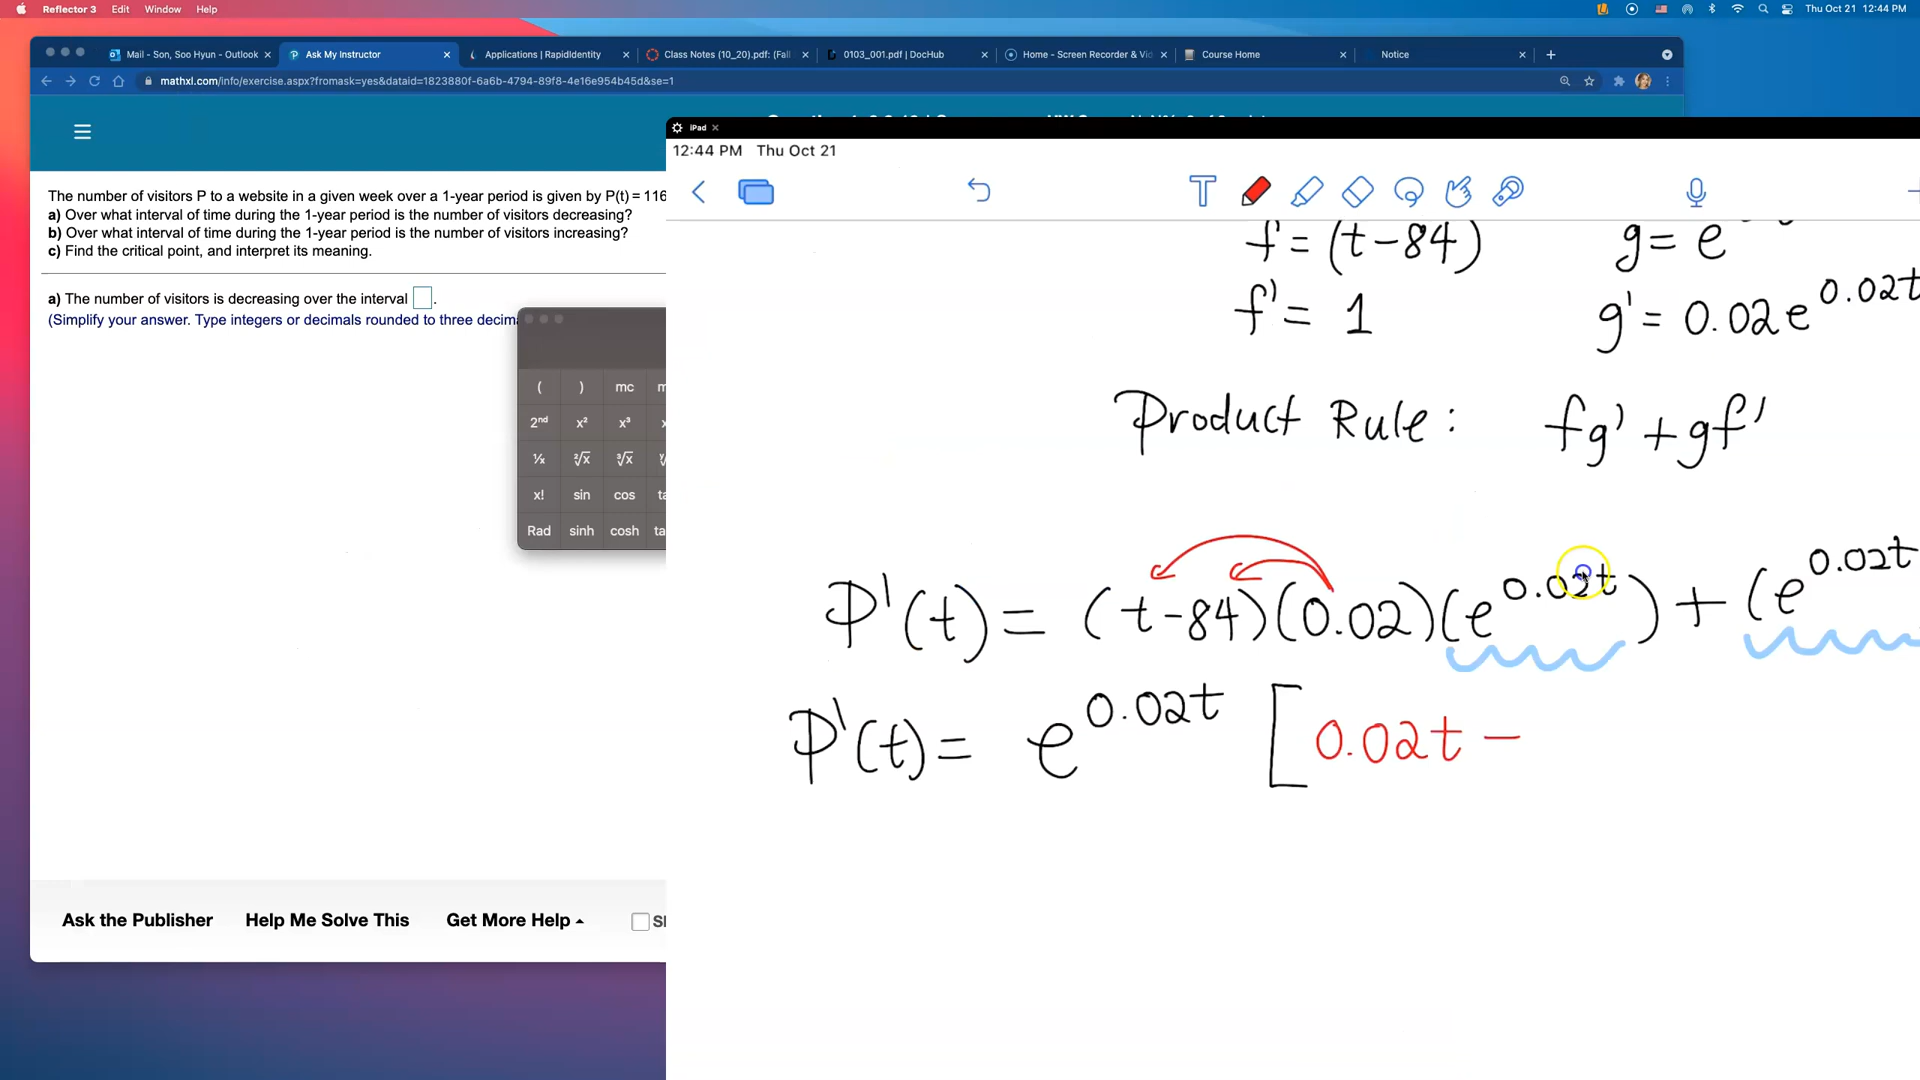 Reflector 3 Edit Window Help Thu Oct 21 12:44 PM
Mail - Son, Soo Hyun - Outlook × Ask My Instructor × Applications | RapidIdentity × Class Notes (10_20).pdf: (Fall × 0103_001.pdf | DocHub × Home - Screen Recorder & Vid × Course Home × Notice × +
mathxl.com/info/exercise.aspx?fromask=yes&dataid=1823880f-6a6b-4794-89f8-4e16e954b45d&se=1
iPad ×
12:44 PM Thu Oct 21
The number of visitors P to a website in a given week over a 1-year period is given by P(t) = 116
a) Over what interval of time during the 1-year period is the number of visitors decreasing?
b) Over what interval of time during the 1-year period is the number of visitors increasing?
c) Find the critical point, and interpret its meaning.
a) The number of visitors is decreasing over the interval .
(Simplify your answer. Type integers or decimals rounded to three decima
( ) mc m
2nd x² x³ x
1/x ²√x ³√x
x! sin cos ta
Rad sinh cosh ta
Ask the Publisher Help Me Solve This Get More Help
T
f = (t-84) g = e
f' = 1 g' = 0.02e^0.02t
Product Rule: fg' + gf'
P'(t) = (t-84)(0.02)(e^0.02t) + (e^0.02t
P'(t) = e^0.02t [ 0.02t -